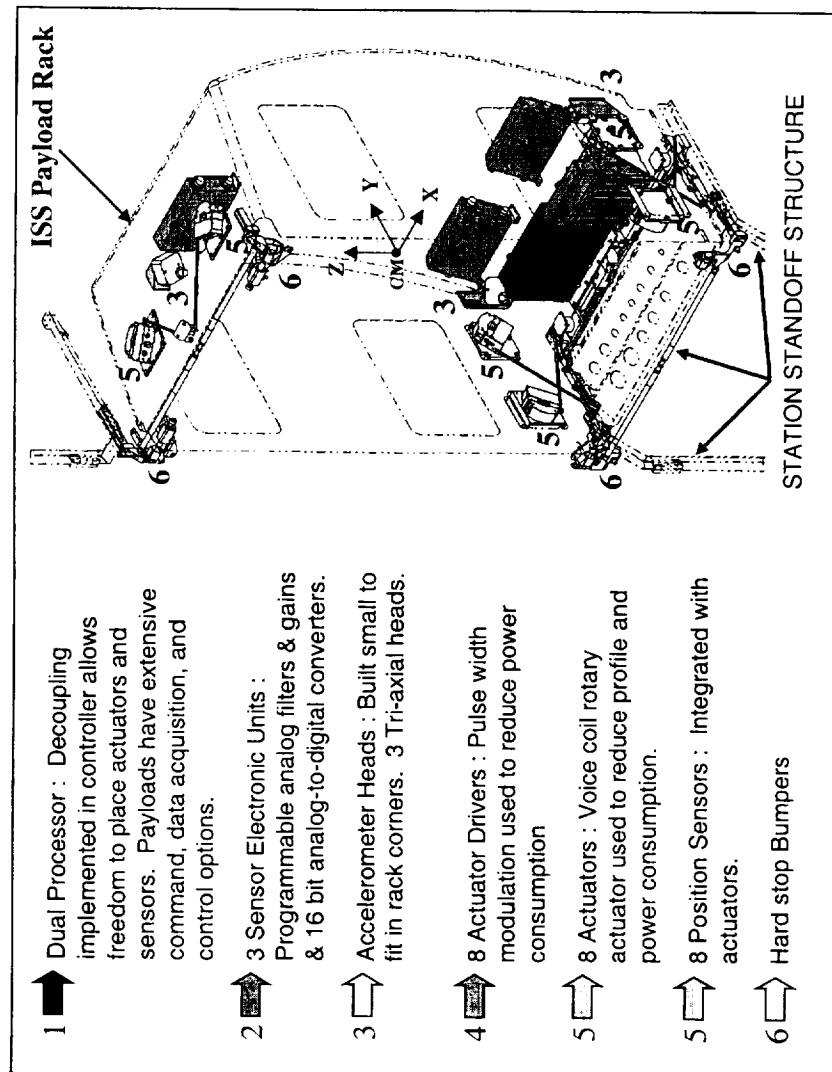 1 Dual Processor : Decoupling
implemented in controller allows
freedom to place actuators and
sensors. Payloads have extensive
command, data acquisition, and
control options.
2 3 Sensor Electronic Units :
Programmable analog filters & gains
& 16 bit analog-to-digital converters.
3 Accelerometer Heads : Built small to
fit in rack corners. 3 Tri-axial heads.
4 8 Actuator Drivers : Pulse width
modulation used to reduce power
consumption
5 8 Actuators : Voice coil rotary
actuator used to reduce profile and
power consumption.
5 8 Position Sensors : Integrated with
actuators.
6 Hard stop Bumpers
ISS Payload Rack
5
3
5
6
6
Z
Y
X
CM
3
5
5
3
5
5
6
6
STATION STANDOFF STRUCTURE